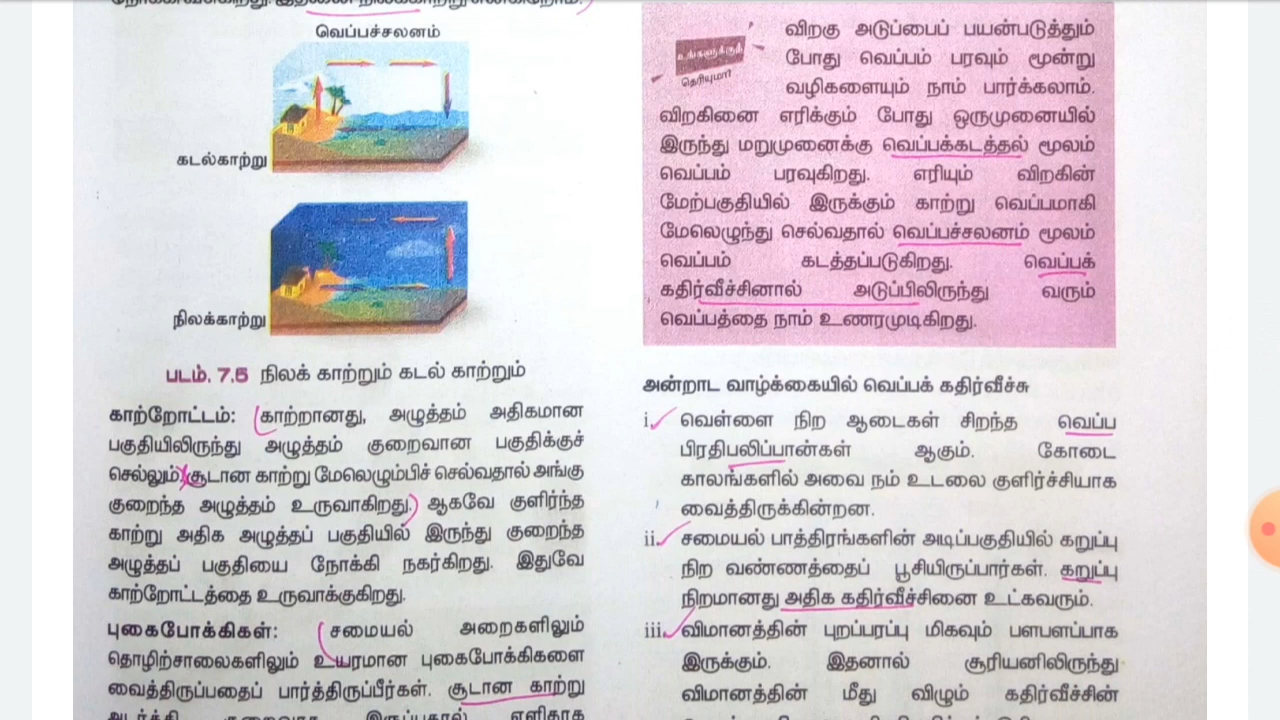 வெப்பச்சலனம்
கடல்காற்று
நிலக்காற்று
படம். 7.5 நிலக் காற்றும் கடல் காற்றும்
காற்றோட்டம்: காற்றானது, அழுத்தம் அதிகமான
பகுதியிலிருந்து அழுத்தம் குறைவான பகுதிக்குச்
செல்லும். சூடான காற்று மேலெழும்பிச் செல்வதால் அங்கு
குறைந்த அழுத்தம் உருவாகிறது. ஆகவே குளிர்ந்த
காற்று அதிக அழுத்தப் பகுதியில் இருந்து குறைந்த
அழுத்தப் பகுதியை நோக்கி நகர்கிறது. இதுவே
காற்றோட்டத்தை உருவாக்குகிறது.
புகைபோக்கிகள்: சமையல் அறைகளிலும்
தொழிற்சாலைகளிலும் உயரமான புகைபோக்கிகளை
வைத்திருப்பதைப் பார்த்திருப்பீர்கள். சூடான காற்று
உங்களுக்குத் தெரியுமா?
விறகு அடுப்பைப் பயன்படுத்தும்
போது வெப்பம் பரவும் மூன்று
வழிகளையும் நாம் பார்க்கலாம்.
விறகினை எரிக்கும் போது ஒருமுனையில்
இருந்து மறுமுனைக்கு வெப்பக்கடத்தல் மூலம்
வெப்பம் பரவுகிறது. எரியும் விறகின்
மேற்பகுதியில் இருக்கும் காற்று வெப்பமாகி
மேலெழுந்து செல்வதால் வெப்பச்சலனம் மூலம்
வெப்பம் கடத்தப்படுகிறது. வெப்பக்
கதிர்வீச்சினால் அடுப்பிலிருந்து வரும்
வெப்பத்தை நாம் உணரமுடிகிறது.
அன்றாட வாழ்க்கையில் வெப்பக் கதிர்வீச்சு
i. வெள்ளை நிற ஆடைகள் சிறந்த வெப்ப
பிரதிபலிப்பான்கள் ஆகும். கோடை
காலங்களில் அவை நம் உடலை குளிர்ச்சியாக
வைத்திருக்கின்றன.
ii. சமையல் பாத்திரங்களின் அடிப்பகுதியில் கறுப்பு
நிற வண்ணத்தைப் பூசியிருப்பார்கள். கறுப்பு
நிறமானது அதிக கதிர்வீச்சினை உட்கவரும்.
iii. விமானத்தின் புறப்பரப்பு மிகவும் பளபளப்பாக
இருக்கும். இதனால் சூரியனிலிருந்து
விமானத்தின் மீது விழும் கதிர்வீச்சின்